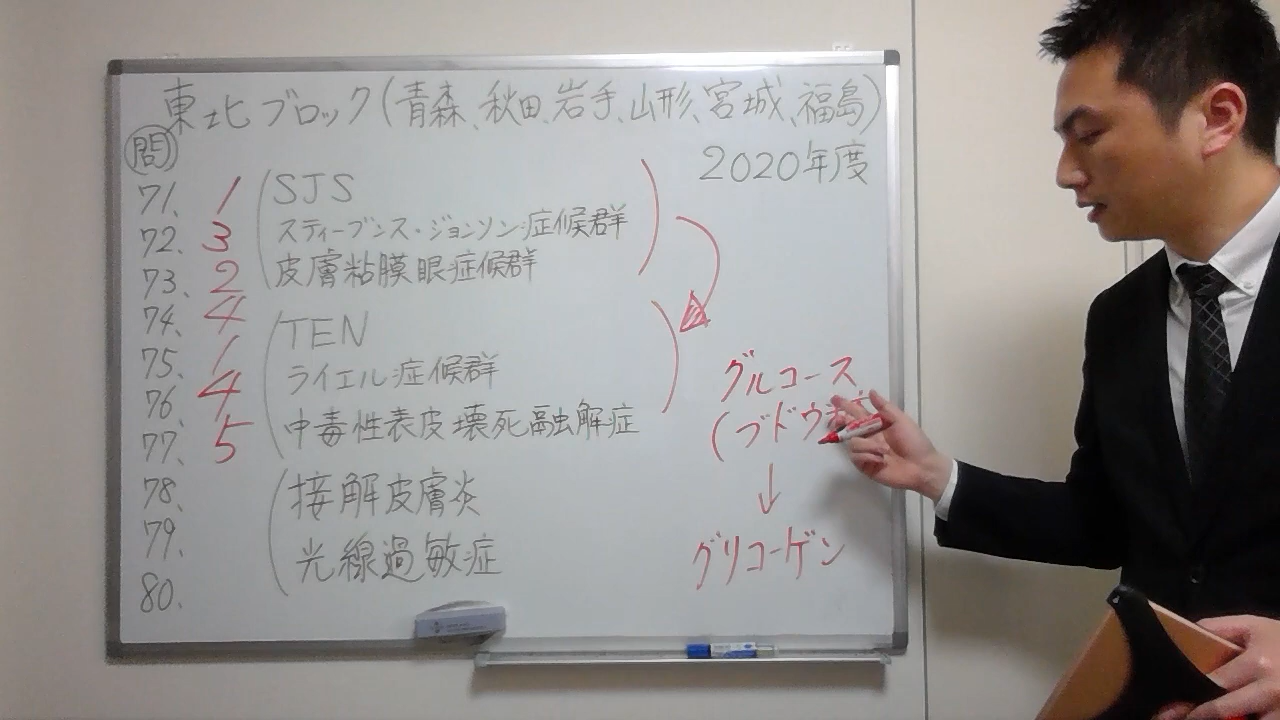 東北ブロック(青森、秋田、岩手、山形、宮城、福島)
2020年度
問
71. 1
72. 3
73. 2
74. 4
75. 1
76. 4
77. 5
78.
79.
80.
SJS
スティーブンス・ジョンソン症候群
皮膚粘膜眼症候群
TEN
ライエル症候群
中毒性表皮壊死融解症
接解皮膚炎
光線過敏症
グルコース
(ブドウ
↓
グリコーゲン